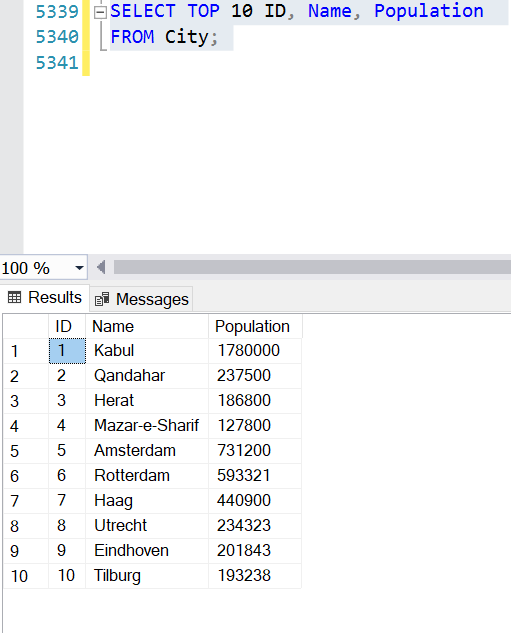 5339 SELECT TOP 10 ID, Name, Population
5340 FROM City;
5341
100 %
Results Messages
ID Name Population
1 1 Kabul 1780000
2 2 Qandahar 237500
3 3 Herat 186800
4 4 Mazar-e-Sharif 127800
5 5 Amsterdam 731200
6 6 Rotterdam 593321
7 7 Haag 440900
8 8 Utrecht 234323
9 9 Eindhoven 201843
10 10 Tilburg 193238